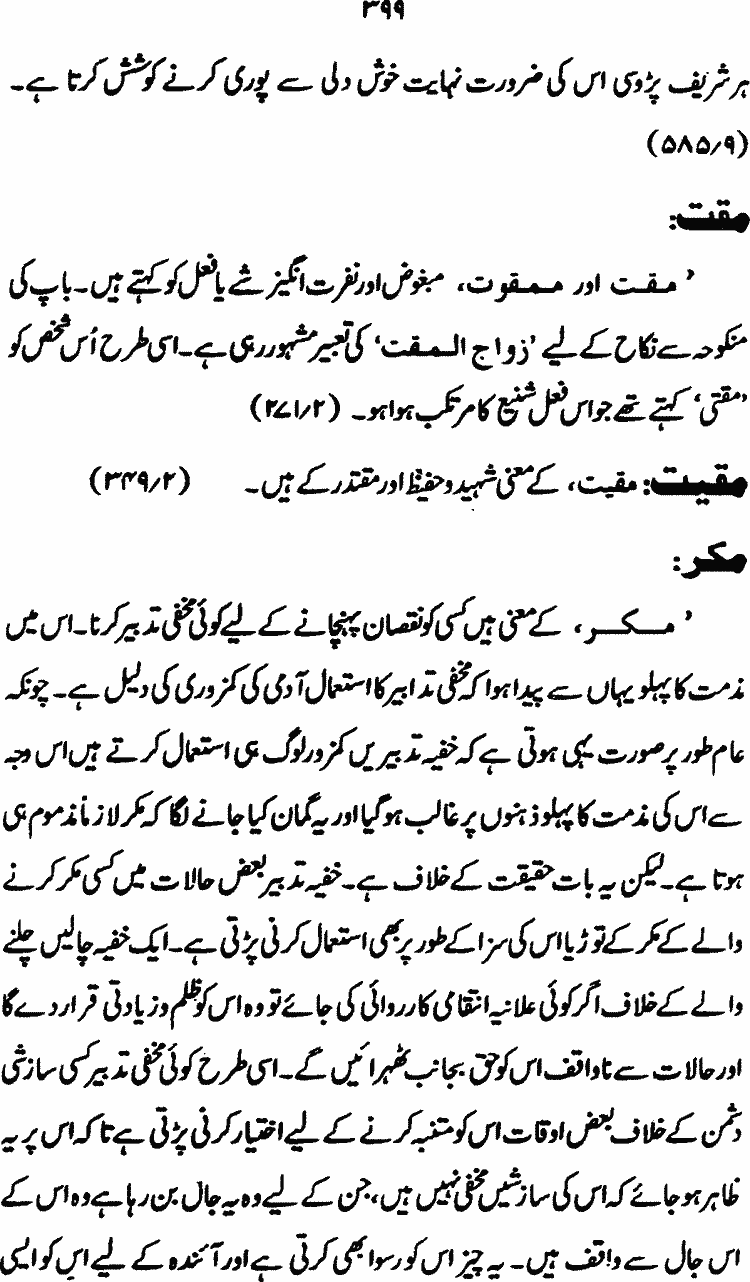 ۳۹۹
ہر شریف پڑوسی اس کی ضرورت نہایت خوش دلی سے پوری کرنے کوشش کرتا ہے۔
(۵۸۵/۹)
مقت:
’مقت اور ممقوت، مبغوض اور نفرت انگیز شے یا فعل کو کہتے ہیں۔ باپ کی
منکوحہ سے نکاح کے لیے ’زواج المقت‘ کی تعبیر مشہور رہی ہے۔ اسی طرح اُس شخص کو
’مقتی‘ کہتے تھے جو اس فعل شنیع کا مرتکب ہوا ہو۔ (۲۷۱/۲)
مقیت: مقیت، کے معنی شہید و حفیظ اور مقتدر کے ہیں۔ (۳۴۹/۲)
مکر:
’مکر، کے معنی ہیں کسی کو نقصان پہنچانے کے لیے کوئی مخفی تدبیر کرنا۔ اس میں
مذمت کا پہلو یہاں سے پیدا ہوا کہ مخفی تدابیر کا استعمال آدمی کی کمزوری کی دلیل ہے۔ چونکہ
عام طور پر صورت یہی ہوتی ہے کہ خفیہ تدبیریں کمزور لوگ ہی استعمال کرتے ہیں اس وجہ
سے اس کی مذمت کا پہلو ذہنوں پر غالب ہو گیا اور یہ گمان کیا جانے لگا کہ مکر لازماً مذموم ہی
ہوتا ہے۔ لیکن یہ بات حقیقت کے خلاف ہے۔ خفیہ تدبیر بعض حالات میں کسی مکر کرنے
والے کے مکر کے توڑ یا اس کی سزا کے طور پر بھی استعمال کرنی پڑتی ہے۔ ایک خفیہ چالیں چلنے
والے کے خلاف اگر کوئی علانیہ انتقامی کارروائی کی جائے تو وہ اس کو ظلم و زیادتی قرار دے گا
اور حالات سے ناواقف اس کو حق بجانب ٹھہرائیں گے۔ اسی طرح کوئی مخفی تدبیر کسی سازشی
دشمن کے خلاف بعض اوقات اس کو متنبہ کرنے کے لیے اختیار کرنی پڑتی ہے تاکہ اس پر یہ
ظاہر ہو جائے کہ اس کی سازشیں مخفی نہیں ہیں، جن کے لیے وہ یہ جال بن رہا ہے وہ اس کے
اس جال سے واقف ہیں۔ یہ چیز اس کو رسوا بھی کرتی ہے اور آئندہ کے لیے اس کو ایسی